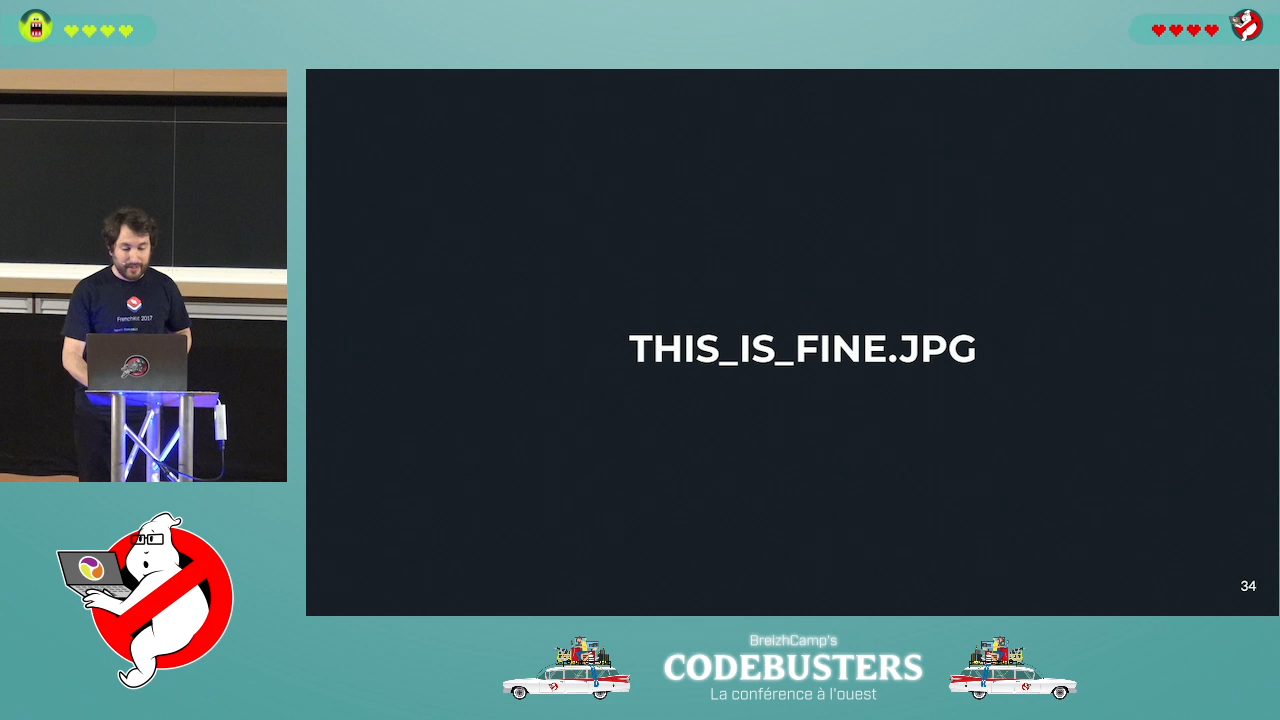 FrenchKit 2017
THIS_IS_FINE.JPG
34
BreizhCamp's
CODEBUSTERS
La conférence à l'ouest